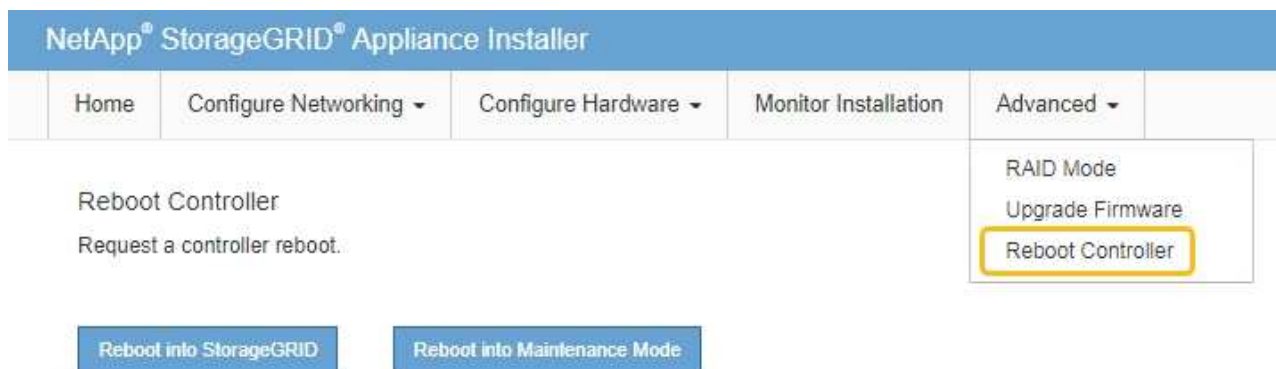 NetApp® StorageGRID® Appliance Installer
Home Configure Networking Configure Hardware Monitor Installation Advanced
RAID Mode
Upgrade Firmware
Reboot Controller
Reboot Controller
Request a controller reboot.
Reboot into StorageGRID Reboot into Maintenance Mode